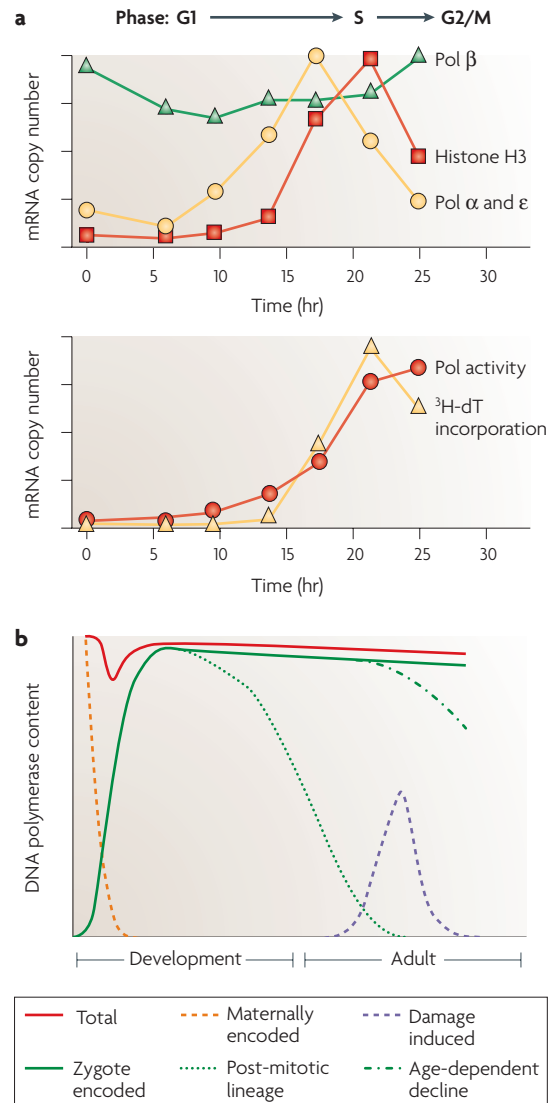 a
Phase: G1 S G2/M
mRNA copy number
Pol β
Histone H3
Pol α and ε
0 5 10 15 20 25 30
Time (hr)
mRNA copy number
Pol activity
³H-dT
incorporation
0 5 10 15 20 25 30
Time (hr)
b
DNA polymerase content
Development Adult
Total Maternally encoded Damage induced
Zygote encoded Post-mitotic lineage Age-dependent decline